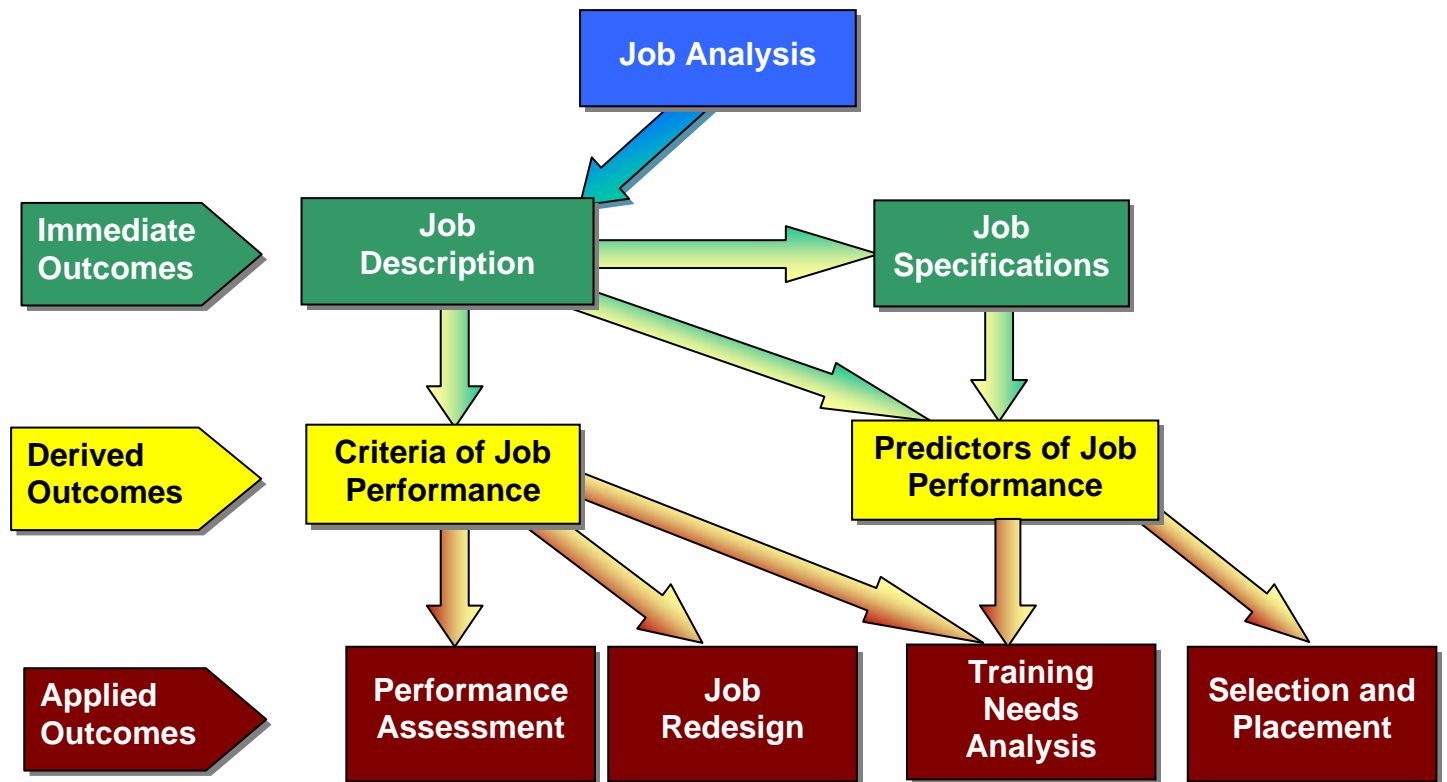 Job Analysis
Immediate
Outcomes
Job
Description
Job
Specifications
Derived
Outcomes
Criteria of Job
Performance
Predictors of Job
Performance
Applied
Outcomes
Performance
Assessment
Job
Redesign
Training
Needs
Analysis
Selection and
Placement